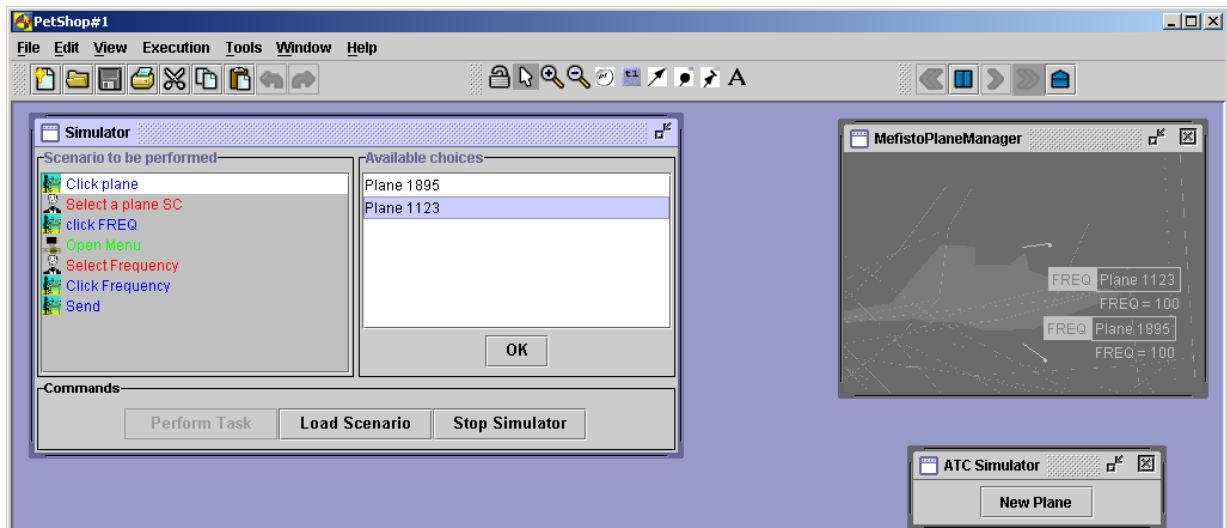 PetShop#1
File Edit View Execution Tools Window Help
pr t1 A
Simulator
Scenario to be performed
Click plane
Select a plane SC
click FREQ
Open Menu
Select Frequency
Click Frequency
Send
Available choices
Plane 1895
Plane 1123
OK
Commands
Perform Task Load Scenario Stop Simulator
MefistoPlaneManager
FREQ Plane 1123
FREQ = 100
FREQ Plane 1895
FREQ = 100
ATC Simulator
New Plane